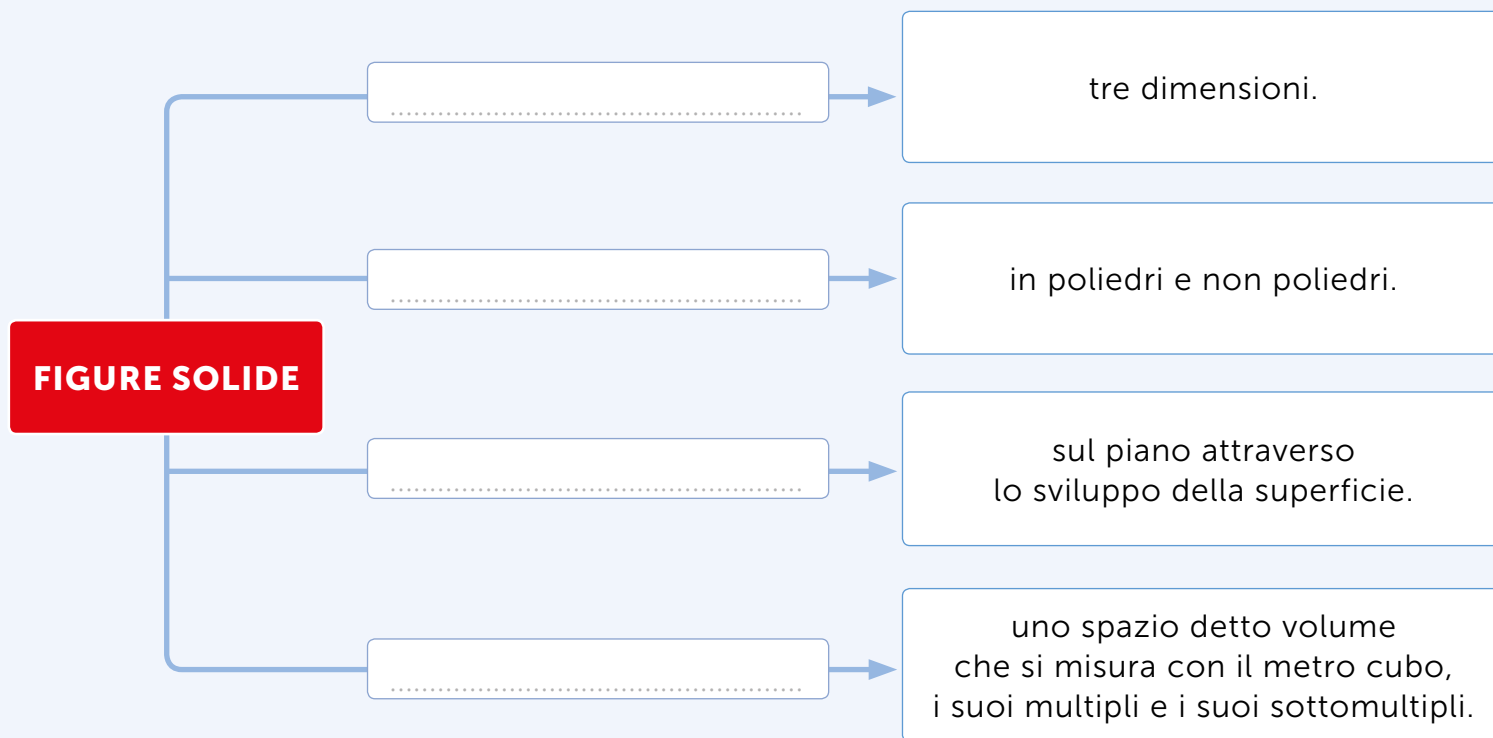 FIGURE SOLIDE
tre dimensioni.
in poliedri e non poliedri.
sul piano attraverso
lo sviluppo della superficie.
uno spazio detto volume
che si misura con il metro cubo,
i suoi multipli e i suoi sottomultipli.